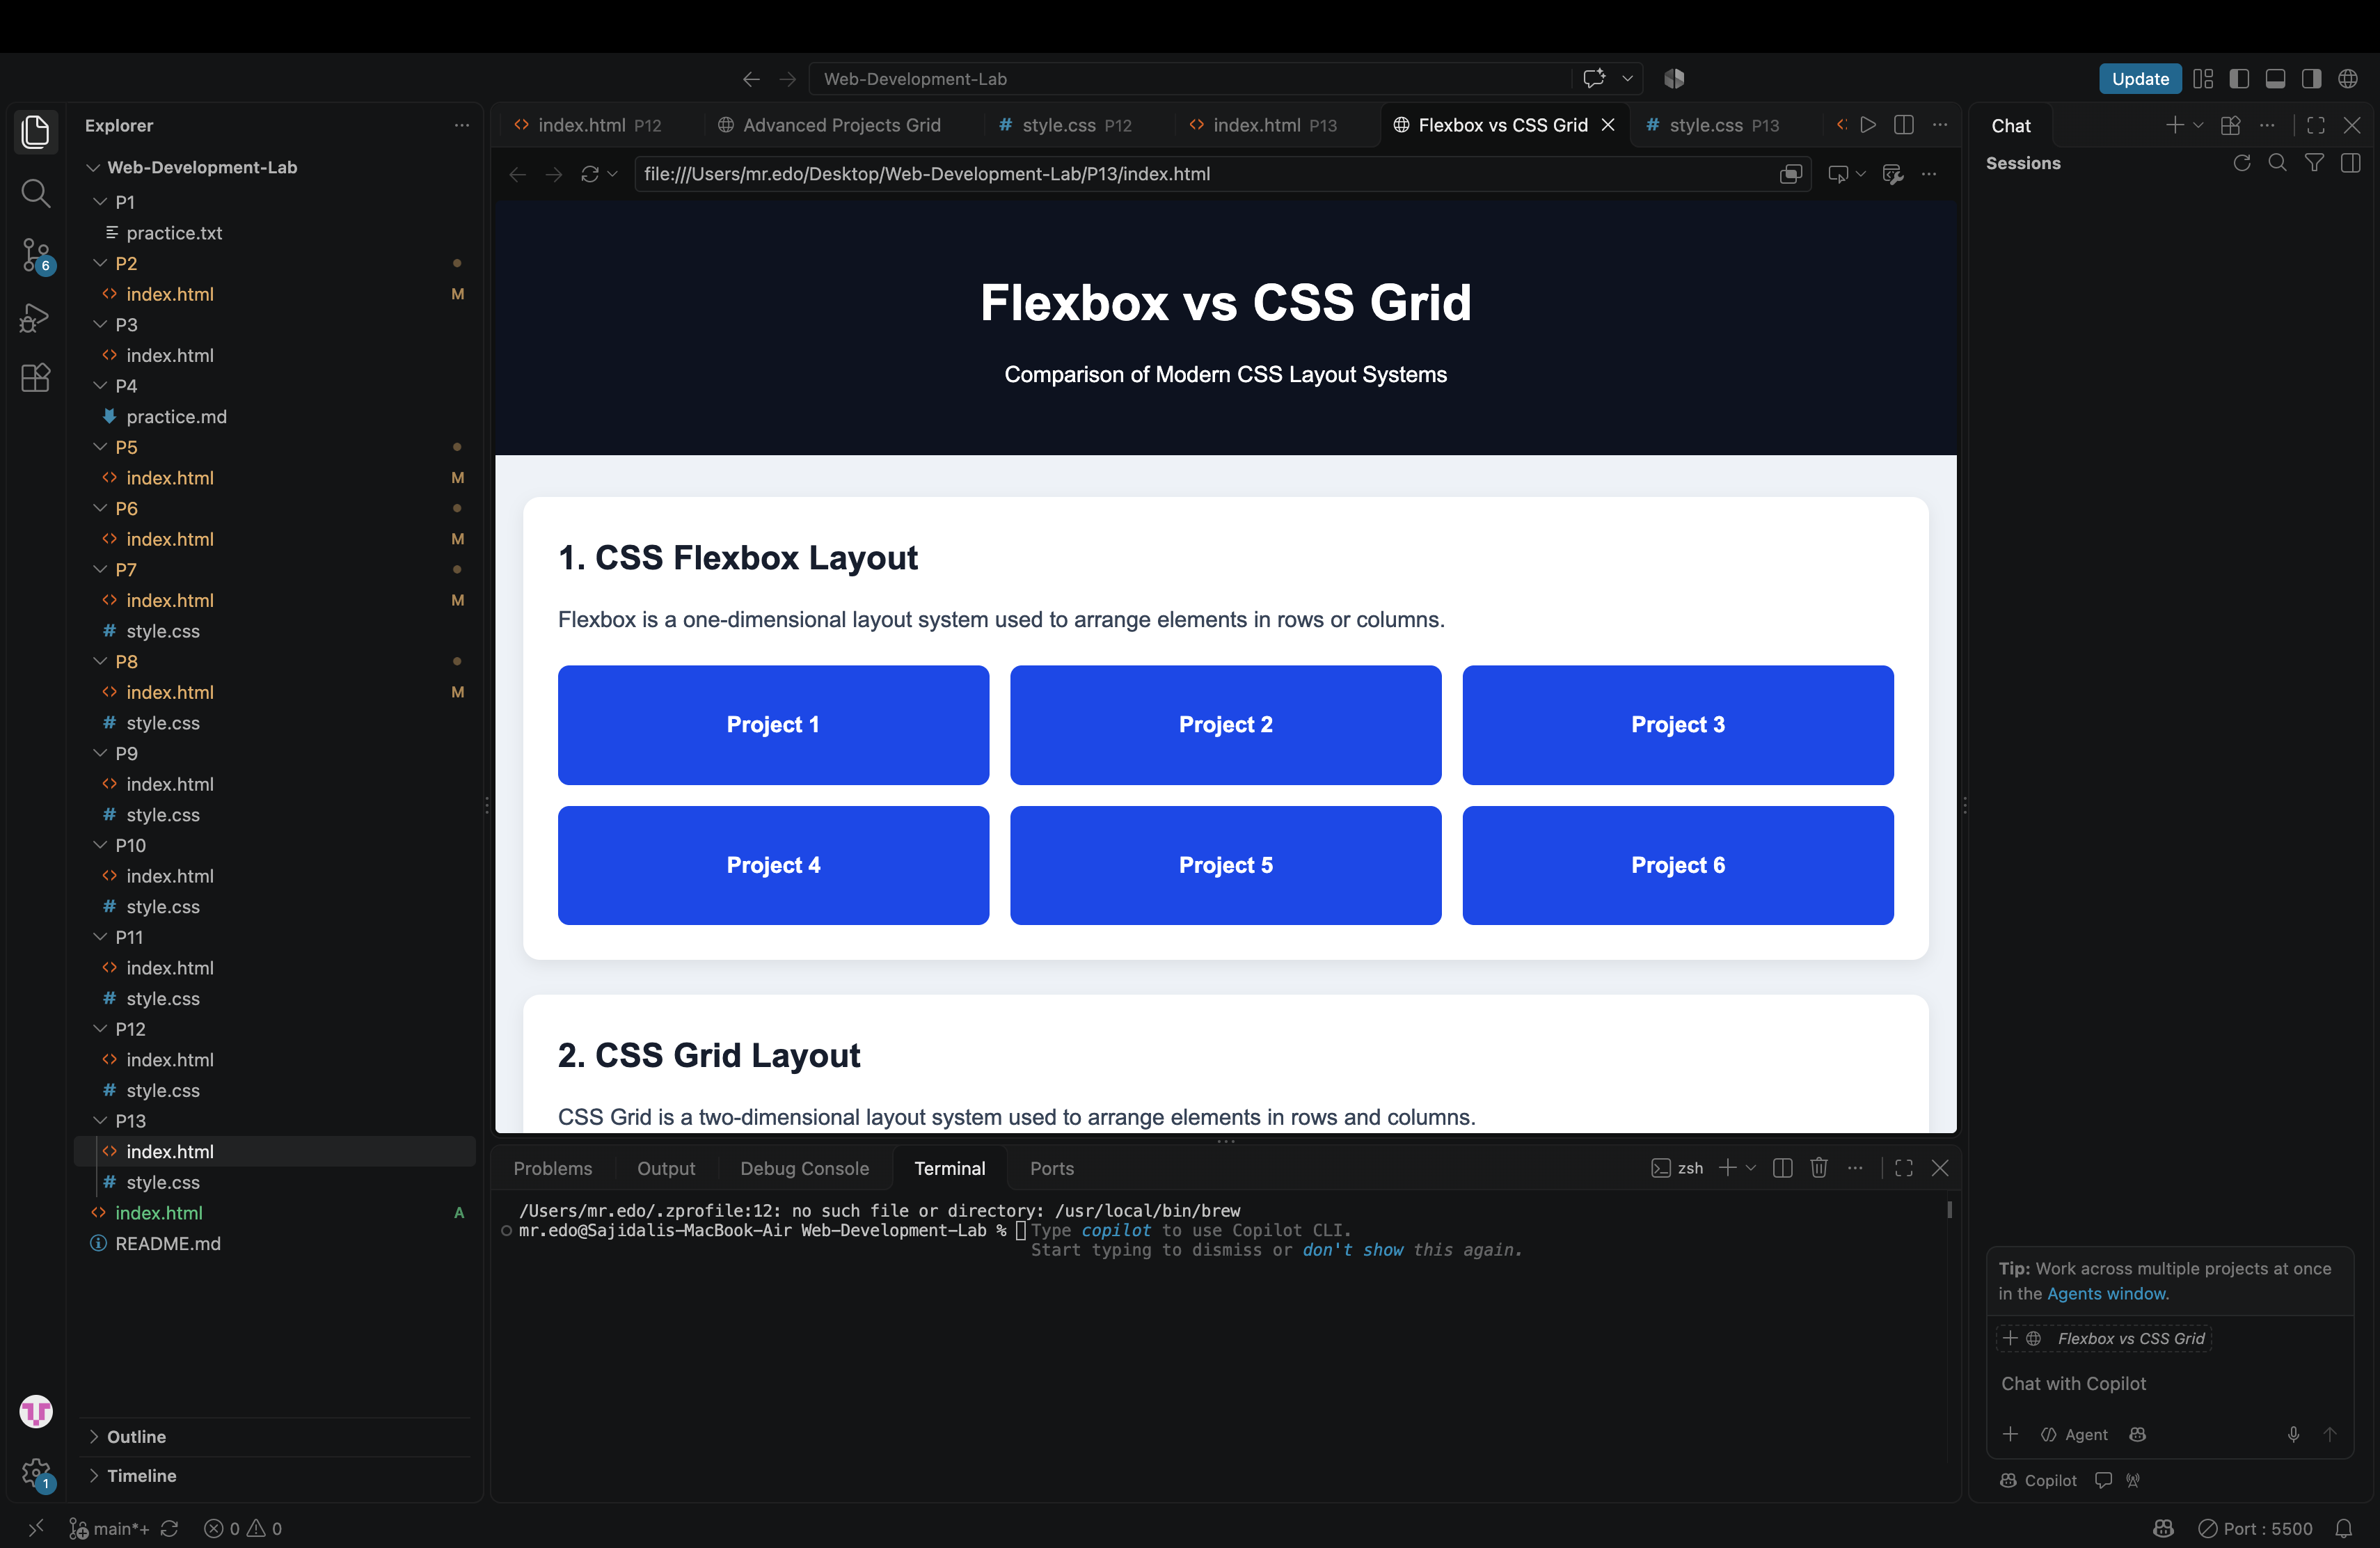 Web-Development-Lab
Update
Explorer
Web-Development-Lab
P1
practice.txt
P2
index.html M
P3
index.html
P4
practice.md
P5
index.html M
P6
index.html M
P7
index.html M
style.css
P8
index.html M
style.css
P9
index.html
style.css
P10
index.html
style.css
P11
index.html
style.css
P12
index.html
style.css
P13
index.html
style.css
index.html A
README.md
Outline
Timeline
6
1
index.html P12
Advanced Projects Grid
style.css P12
index.html P13
Flexbox vs CSS Grid
style.css P13
file:///Users/mr.edo/Desktop/Web-Development-Lab/P13/index.html
Flexbox vs CSS Grid
Comparison of Modern CSS Layout Systems
1. CSS Flexbox Layout
Flexbox is a one-dimensional layout system used to arrange elements in rows or columns.
Project 1
Project 2
Project 3
Project 4
Project 5
Project 6
2. CSS Grid Layout
CSS Grid is a two-dimensional layout system used to arrange elements in rows and columns.
Problems
Output
Debug Console
Terminal
Ports
zsh
/Users/mr.edo/.zprofile:12: no such file or directory: /usr/local/bin/brew
mr.edo@Sajidalis-MacBook-Air Web-Development-Lab % Type copilot to use Copilot CLI.
Start typing to dismiss or don't show this again.
Chat
Sessions
Tip: Work across multiple projects at once
in the Agents window.
Flexbox vs CSS Grid
Chat with Copilot
Agent
Copilot
main*+
0
0
Port : 5500